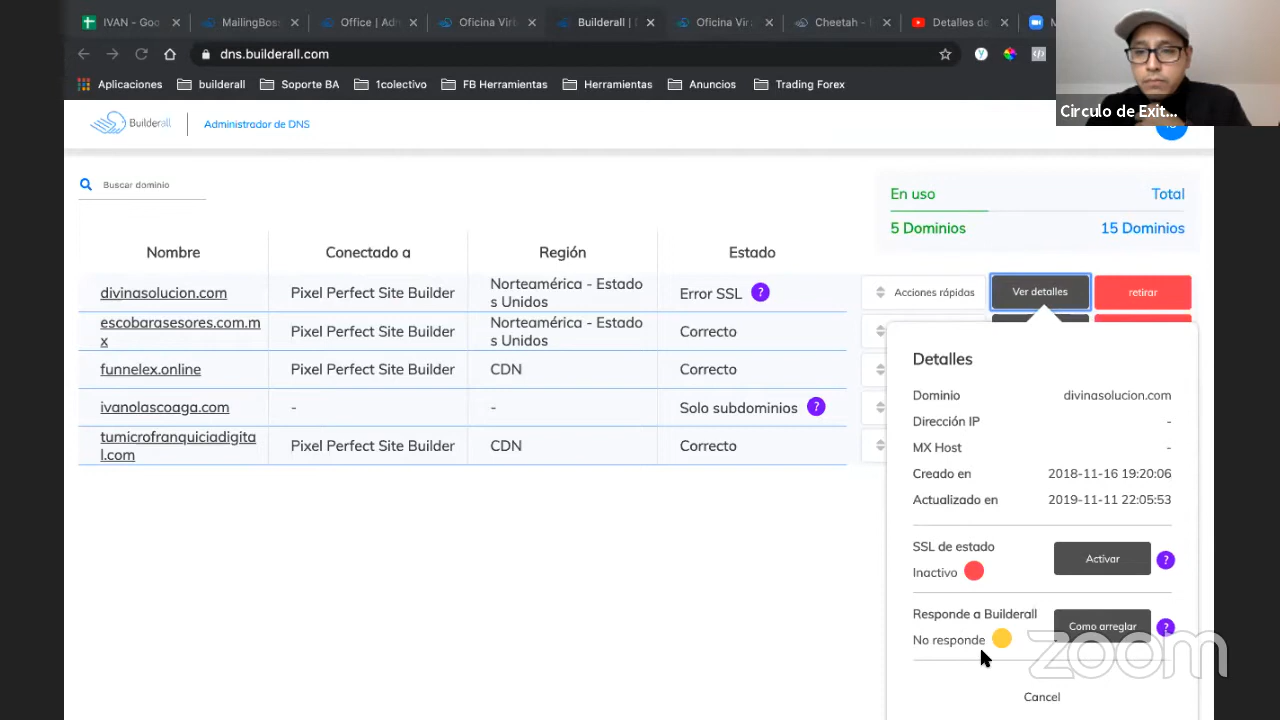 IVAN - Goo
MailingBoss
Office | Adm
Oficina Virtu
Builderall |
Oficina Virt
Cheetah -
Detalles de
dns.builderall.com
Aplicaciones
builderall
Soporte BA
1colectivo
FB Herramientas
Herramientas
Anuncios
Trading Forex
Circulo de Exit...
Builderall
Administrador de DNS
Buscar dominio
En uso
Total
5 Dominios
15 Dominios
Nombre
Conectado a
Región
Estado
divinasolucion.com
Pixel Perfect Site Builder
Norteamérica - Estado
s Unidos
Error SSL ?
Acciones rápidas
Ver detalles
retirar
escobarasesores.com.m
x
Pixel Perfect Site Builder
Norteamérica - Estado
s Unidos
Correcto
funnelex.online
Pixel Perfect Site Builder
CDN
Correcto
ivanolascoaga.com
-
-
Solo subdominios ?
tumicrofranquiciadigita
l.com
Pixel Perfect Site Builder
CDN
Correcto
Detalles
Dominio
divinasolucion.com
Dirección IP
-
MX Host
-
Creado en
2018-11-16 19:20:06
Actualizado en
2019-11-11 22:05:53
SSL de estado
Inactivo
Activar
?
Responde a Builderall
No responde
Como arreglar
?
Cancel
zoom